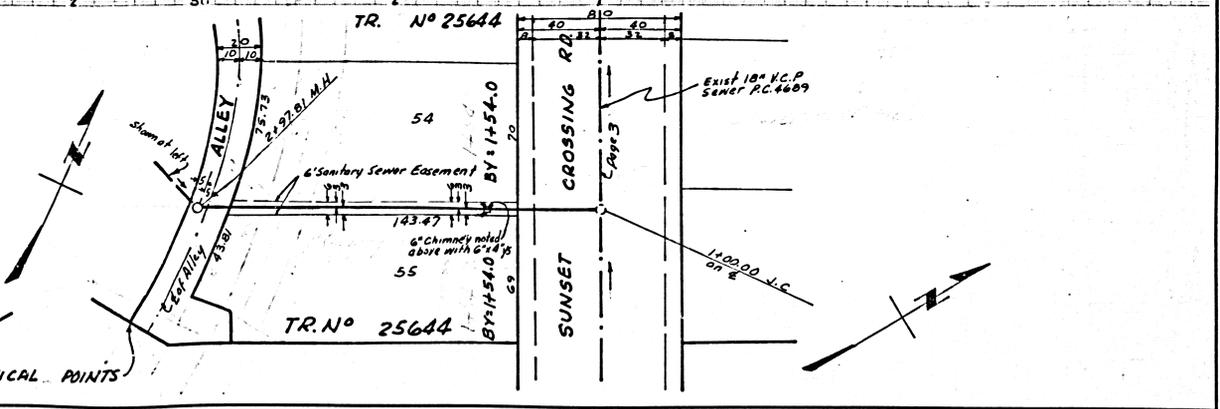 TR. Nº 25644
80
40 40
8 32 32 8
20
10 10
ALLEY
75.73
2+97.81 M.H
Shown at left
54
BY=1+54.0
70
CROSSING RD.
Exist 18" V.C.P
Sewer P.C. 4689
Page 3
6' Sanitary Sewer Easement
143.47
6" Chimney noted
above with 6"x4"
43.81
℄ of Alley
55
BY=1+54.0
69
SUNSET
1+00.00 J.C
on ℄
TR. Nº 25644
ICAL POINTS
N
N